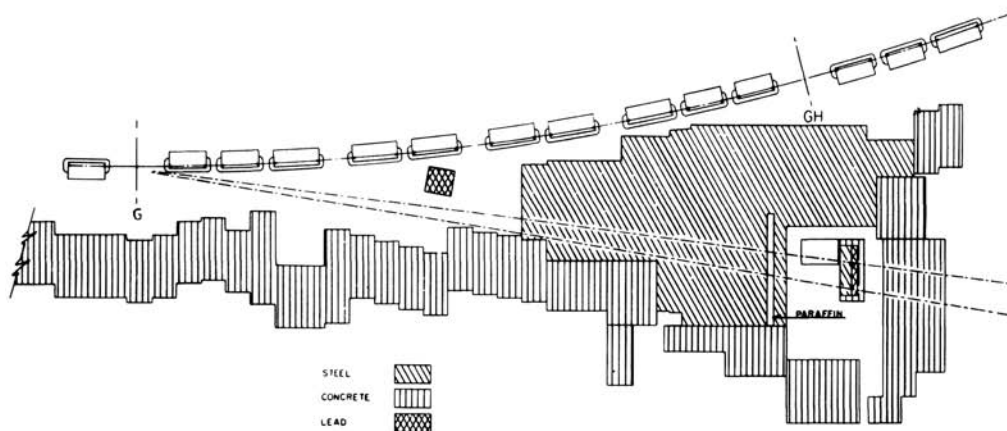 GH
G
PARAFFIN
STEEL
CONCRETE
LEAD